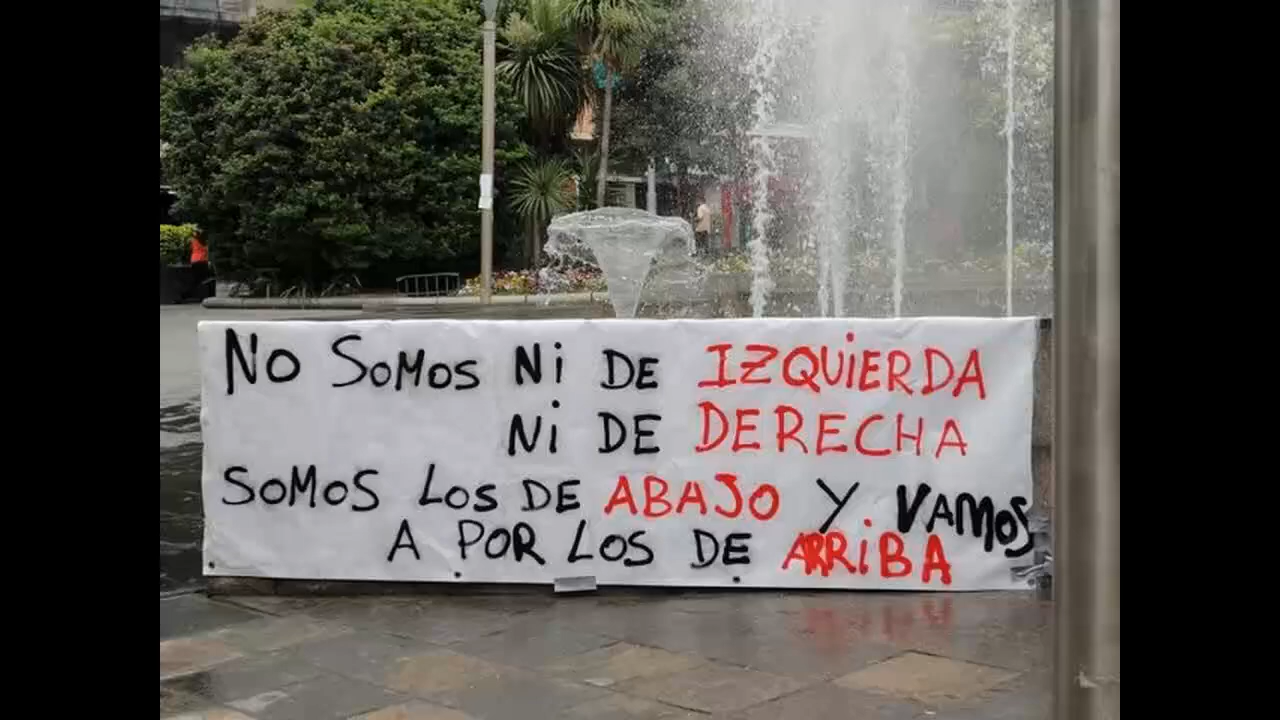 NO SOMOS Ni DE IZQUiERDA
Ni DE DERECHA
SOMOS LOS DE ABAJO Y VAMOS
A POR LOS DE ARRiBA